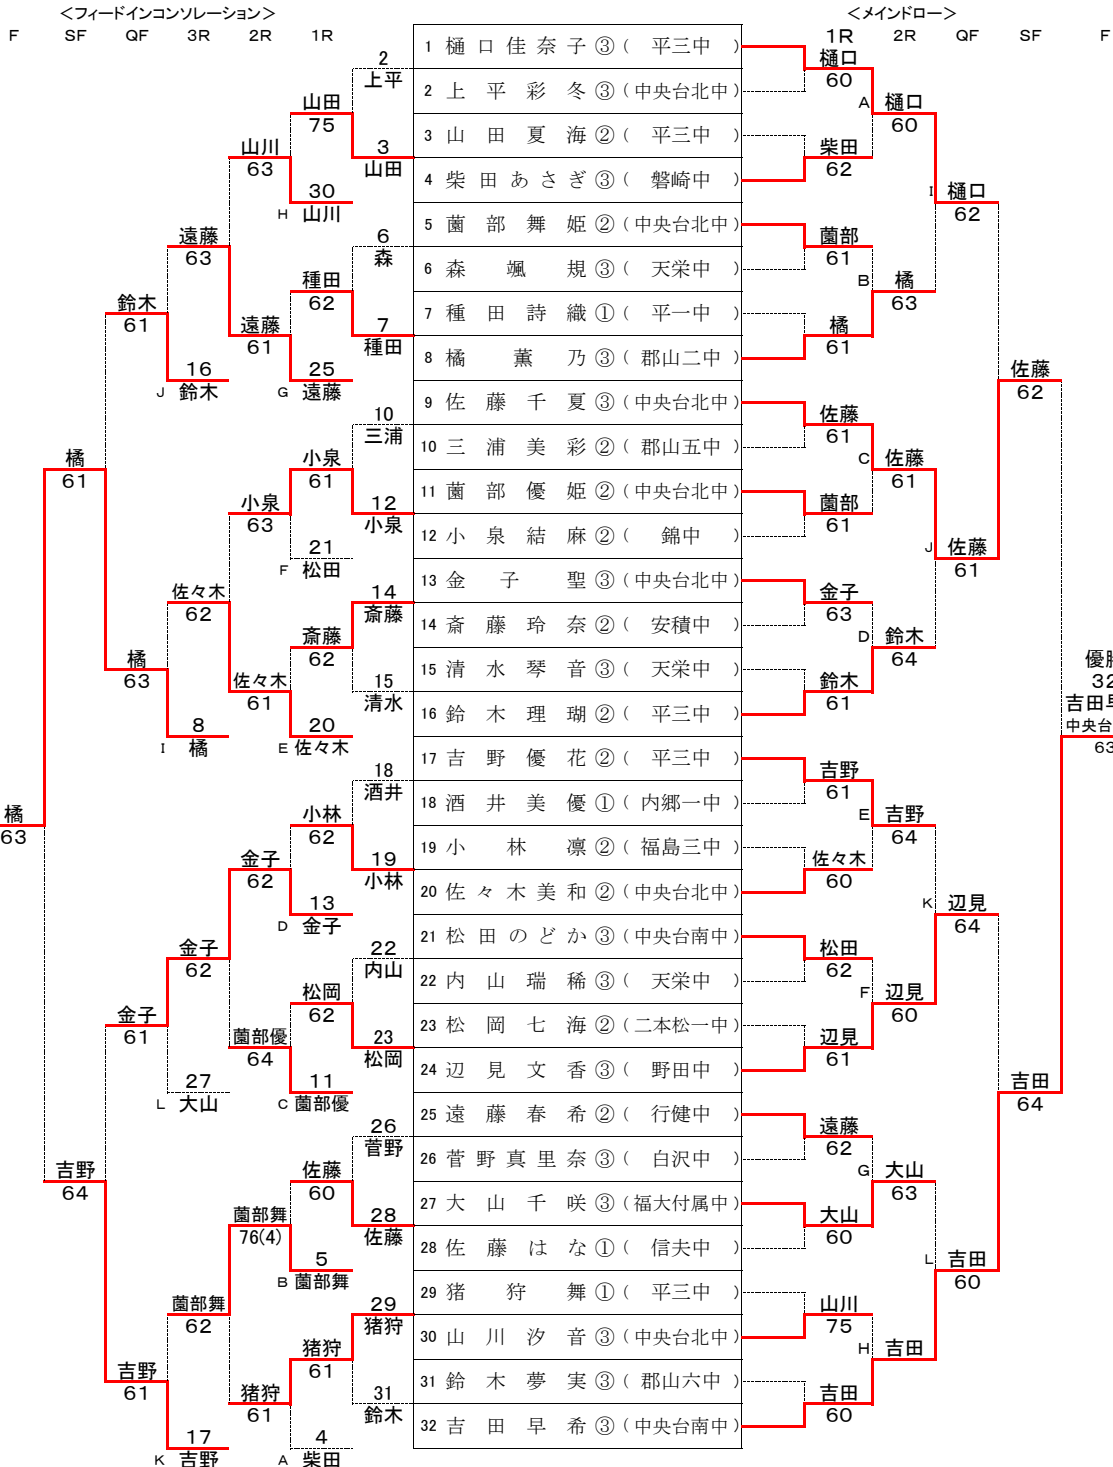 <フィードインコンソレーション>
<メインドロー>
F SF QF 3R 2R 1R
1R 2R QF SF F
1 樋口佳奈子③(平三中)
2 上平彩冬③(中央台北中)
3 山田夏海②(平三中)
4 柴田あさぎ③(磐崎中)
5 薗部舞姫②(中央台北中)
6 森颯規③(天栄中)
7 種田詩織①(平一中)
8 橘薫乃③(郡山二中)
9 佐藤千夏③(中央台北中)
10 三浦美彩②(郡山五中)
11 薗部優姫②(中央台北中)
12 小泉結麻②(錦中)
13 金子聖③(中央台北中)
14 斎藤玲奈②(安積中)
15 清水琴音③(天栄中)
16 鈴木理瑚②(平三中)
17 吉野優花②(平三中)
18 酒井美優①(内郷一中)
19 小林凛②(福島三中)
20 佐々木美和②(中央台北中)
21 松田のどか③(中央台南中)
22 内山瑞稀③(天栄中)
23 松岡七海②(二本松一中)
24 辺見文香③(野田中)
25 遠藤春希②(行健中)
26 菅野真里奈③(白沢中)
27 大山千咲③(福大付属中)
28 佐藤はな①(信夫中)
29 猪狩舞①(平三中)
30 山川汐音③(中央台北中)
31 鈴木夢実③(郡山六中)
32 吉田早希③(中央台南中)
樋口
60
柴田
62
薗部
61
橘
61
佐藤
61
薗部
61
金子
63
鈴木
61
吉野
61
佐々木
60
松田
62
辺見
61
遠藤
62
大山
60
山川
75
吉田
60
A 樋口
60
B 橘
63
C 佐藤
61
D 鈴木
64
E 吉野
64
F 辺見
60
G 大山
63
H 吉田
I 樋口
62
J 佐藤
61
K 辺見
64
L 吉田
60
佐藤
62
吉田
64
優勝
32
吉田早
中央台
63
2
上平
3
山田
6
森
7
種田
10
三浦
12
小泉
14
斎藤
15
清水
18
酒井
19
小林
22
内山
23
松岡
26
菅野
28
佐藤
29
猪狩
31
鈴木
山田
75
30
H 山川
種田
62
25
G 遠藤
小泉
61
21
F 松田
斎藤
62
20
E 佐々木
小林
62
13
D 金子
松岡
62
11
C 薗部優
佐藤
60
5
B 薗部舞
猪狩
61
4
A 柴田
山川
63
遠藤
61
小泉
63
佐々木
61
金子
62
薗部優
64
薗部舞
76(4)
猪狩
61
遠藤
63
16
J 鈴木
佐々木
62
8
I 橘
金子
62
27
L 大山
薗部舞
62
17
K 吉野
鈴木
61
橘
63
金子
61
吉野
61
橘
61
吉野
64
橘
63